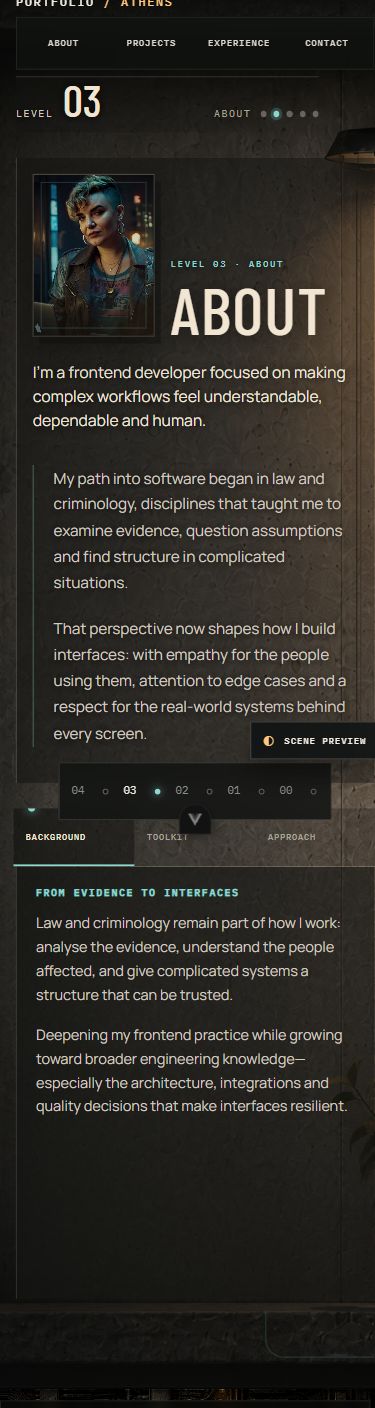 PORTFOLIO / ATHENS
ABOUT PROJECTS EXPERIENCE CONTACT
LEVEL 03 ABOUT
LEVEL 03 · ABOUT
ABOUT
I'm a frontend developer focused on making
complex workflows feel understandable,
dependable and human.
My path into software began in law and
criminology, disciplines that taught me to
examine evidence, question assumptions
and find structure in complicated
situations.
That perspective now shapes how I build
interfaces: with empathy for the people
using them, attention to edge cases and a
respect for the real-world systems behind
every screen.
SCENE PREVIEW
04 03 02 01 00
BACKGROUND TOOLKIT APPROACH
FROM EVIDENCE TO INTERFACES
Law and criminology remain part of how I work:
analyse the evidence, understand the people
affected, and give complicated systems a
structure that can be trusted.
Deepening my frontend practice while growing
toward broader engineering knowledge—
especially the architecture, integrations and
quality decisions that make interfaces resilient.